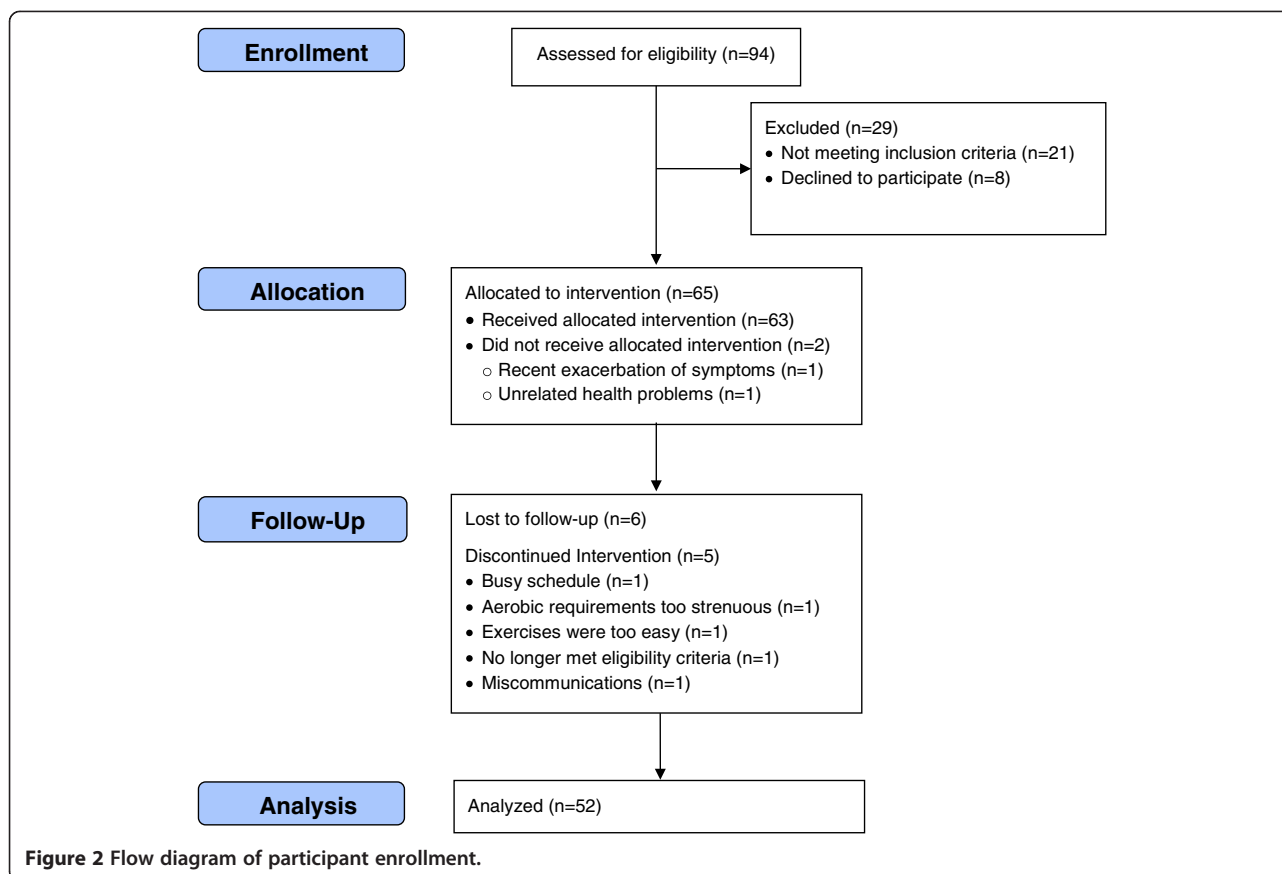 Enrollment
Assessed for eligibility (n=94)
Excluded (n=29)
• Not meeting inclusion criteria (n=21)
• Declined to participate (n=8)
Allocation
Allocated to intervention (n=65)
• Received allocated intervention (n=63)
• Did not receive allocated intervention (n=2)
○ Recent exacerbation of symptoms (n=1)
○ Unrelated health problems (n=1)
Follow-Up
Lost to follow-up (n=6)
Discontinued Intervention (n=5)
• Busy schedule (n=1)
• Aerobic requirements too strenuous (n=1)
• Exercises were too easy (n=1)
• No longer met eligibility criteria (n=1)
• Miscommunications (n=1)
Analysis
Analyzed (n=52)
Figure 2 Flow diagram of participant enrollment.